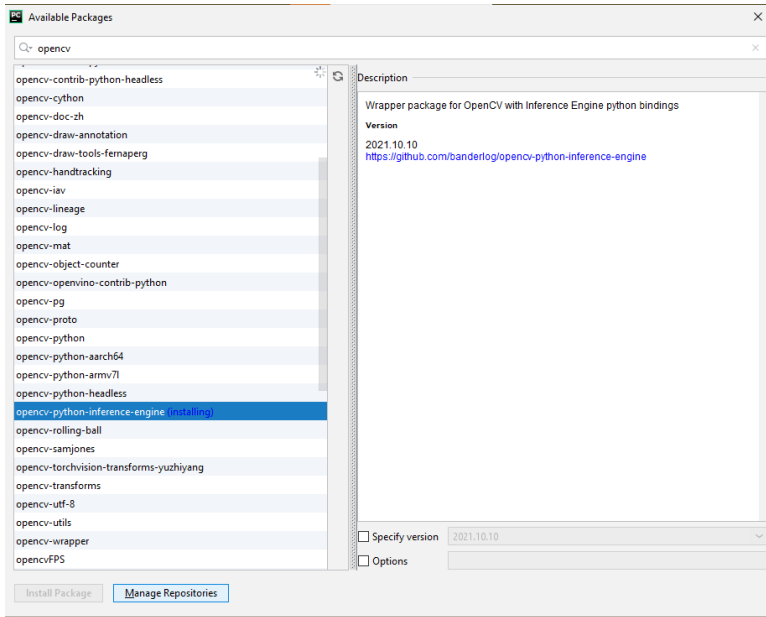 PC Available Packages
opencv
opencv-contrib-python-headless
opencv-cython
opencv-doc-zh
opencv-draw-annotation
opencv-draw-tools-fernaperg
opencv-handtracking
opencv-iav
opencv-lineage
opencv-log
opencv-mat
opencv-object-counter
opencv-openvino-contrib-python
opencv-pg
opencv-proto
opencv-python
opencv-python-aarch64
opencv-python-armv7l
opencv-python-headless
opencv-python-inference-engine (installing)
opencv-rolling-ball
opencv-samjones
opencv-torchvision-transforms-yuzhiyang
opencv-transforms
opencv-utf-8
opencv-utils
opencv-wrapper
opencvFPS
Description
Wrapper package for OpenCV with Inference Engine python bindings
Version
2021.10.10
https://github.com/banderlog/opencv-python-inference-engine
Specify version 2021.10.10
Options
Install Package Manage Repositories